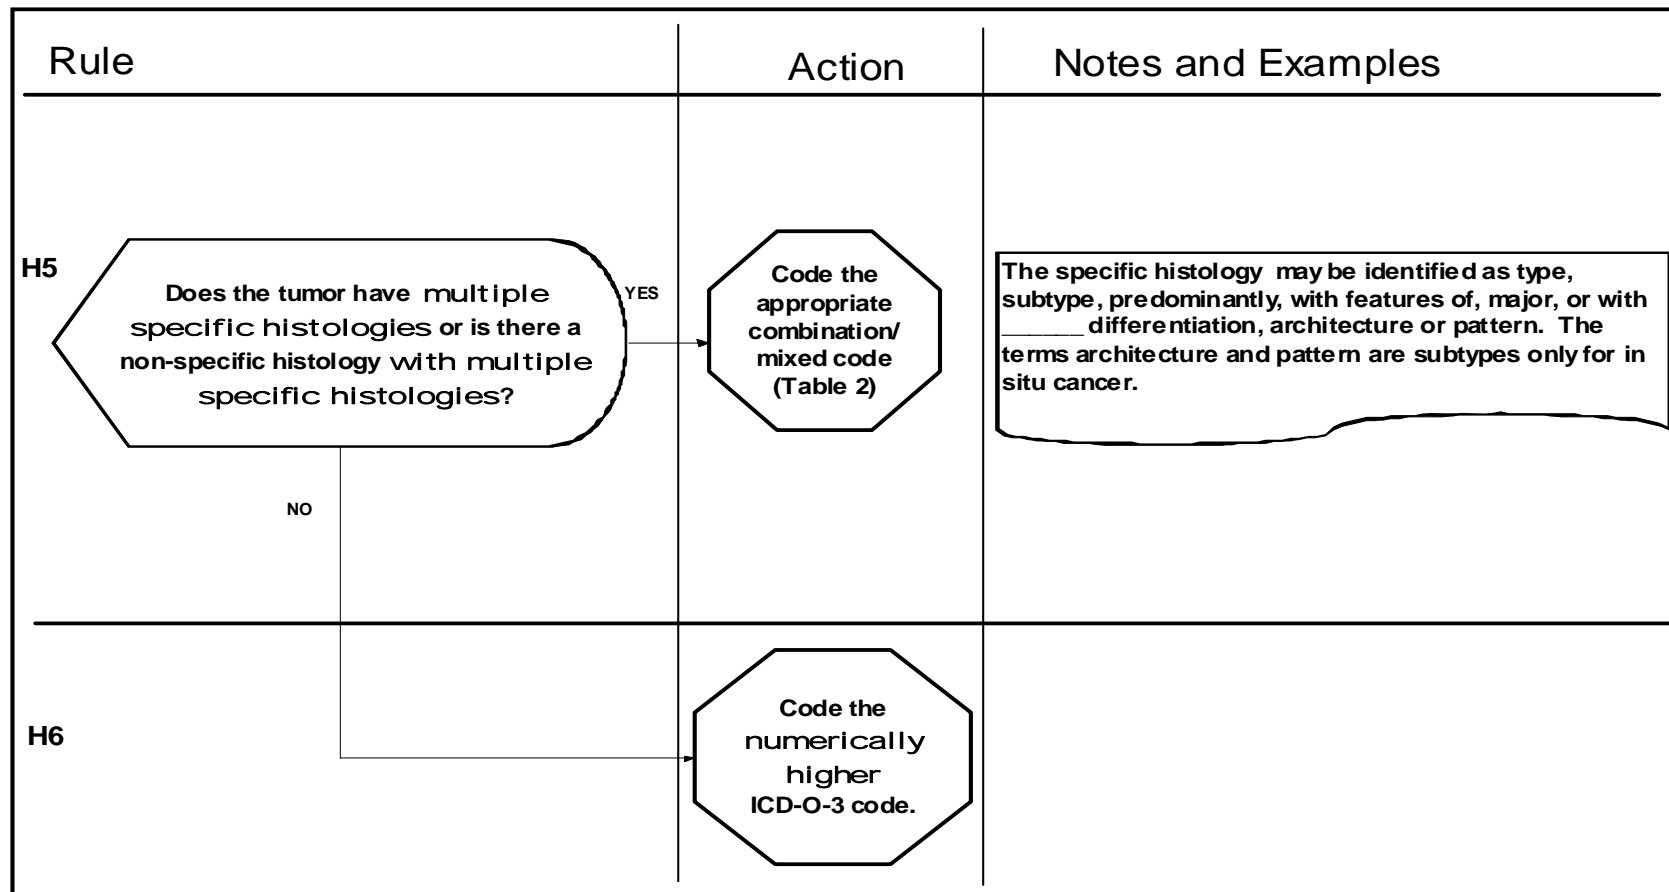 Rule
Action
Notes and Examples
H5
Does the tumor have multiple
specific histologies or is there a
non-specific histology with multiple
specific histologies?
YES
Code the
appropriate
combination/
mixed code
(Table 2)
The specific histology may be identified as type,
subtype, predominantly, with features of, major, or with
______ differentiation, architecture or pattern. The
terms architecture and pattern are subtypes only for in
situ cancer.
NO
H6
Code the
numerically
higher
ICD-O-3 code.